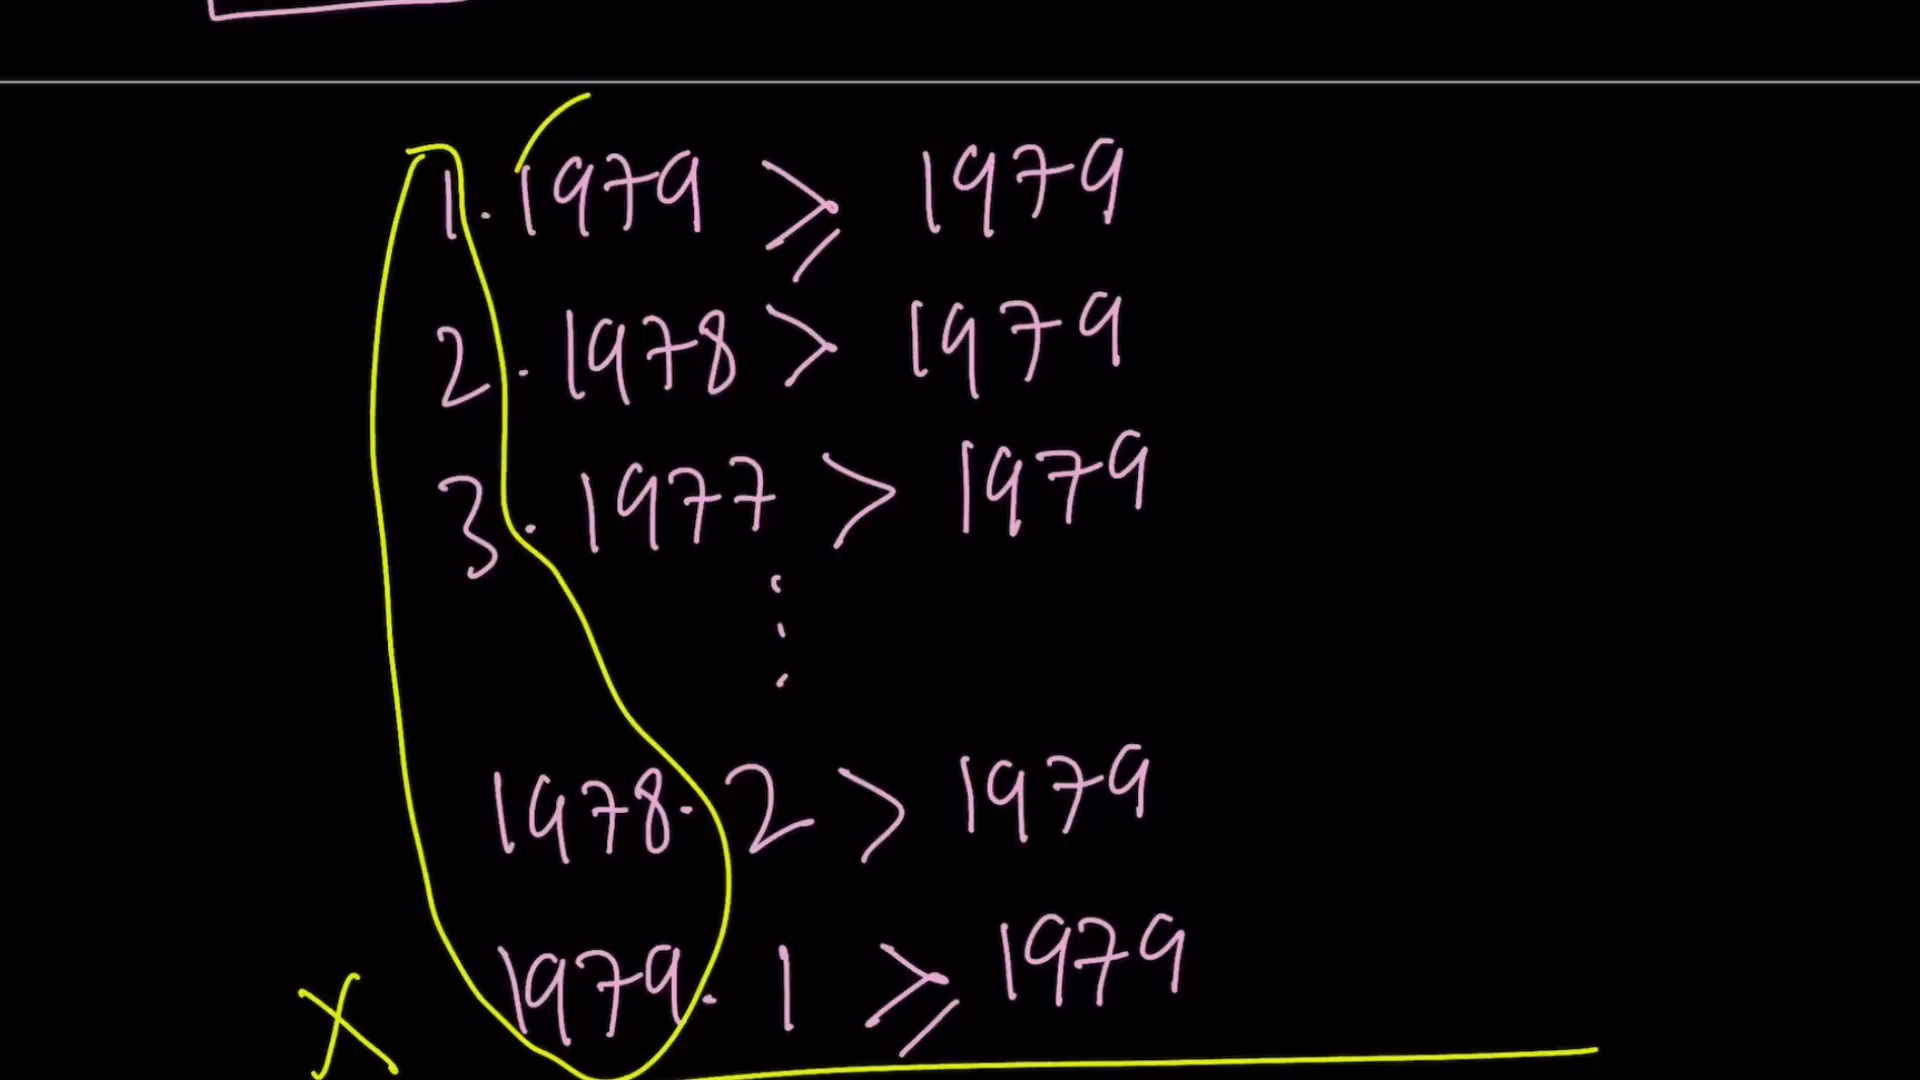 1. 1979 ⩾ 1979
2. 1978 > 1979
3. 1977 > 1979
⋮
1978. 2 > 1979
1979. 1 ⩾ 1979
X